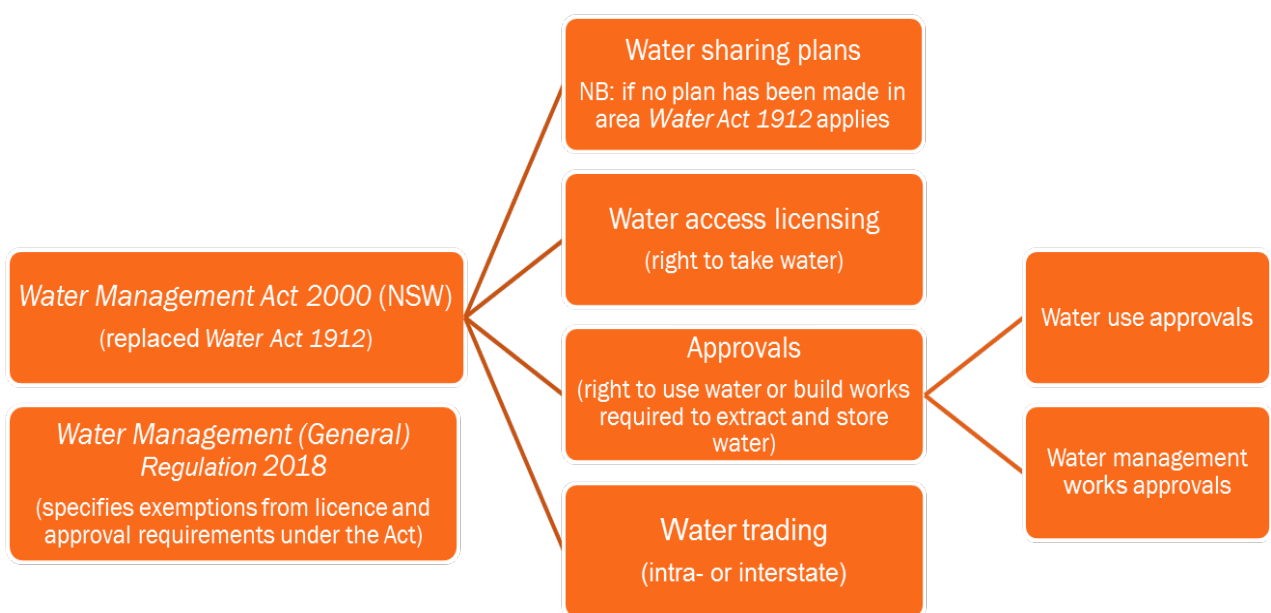 Water Management Act 2000 (NSW)
(replaced Water Act 1912)
Water Management (General)
Regulation 2018
(specifies exemptions from licence and
approval requirements under the Act)
Water sharing plans
NB: if no plan has been made in
area Water Act 1912 applies
Water access licensing
(right to take water)
Approvals
(right to use water or build works
required to extract and store
water)
Water trading
(intra- or interstate)
Water use approvals
Water management
works approvals